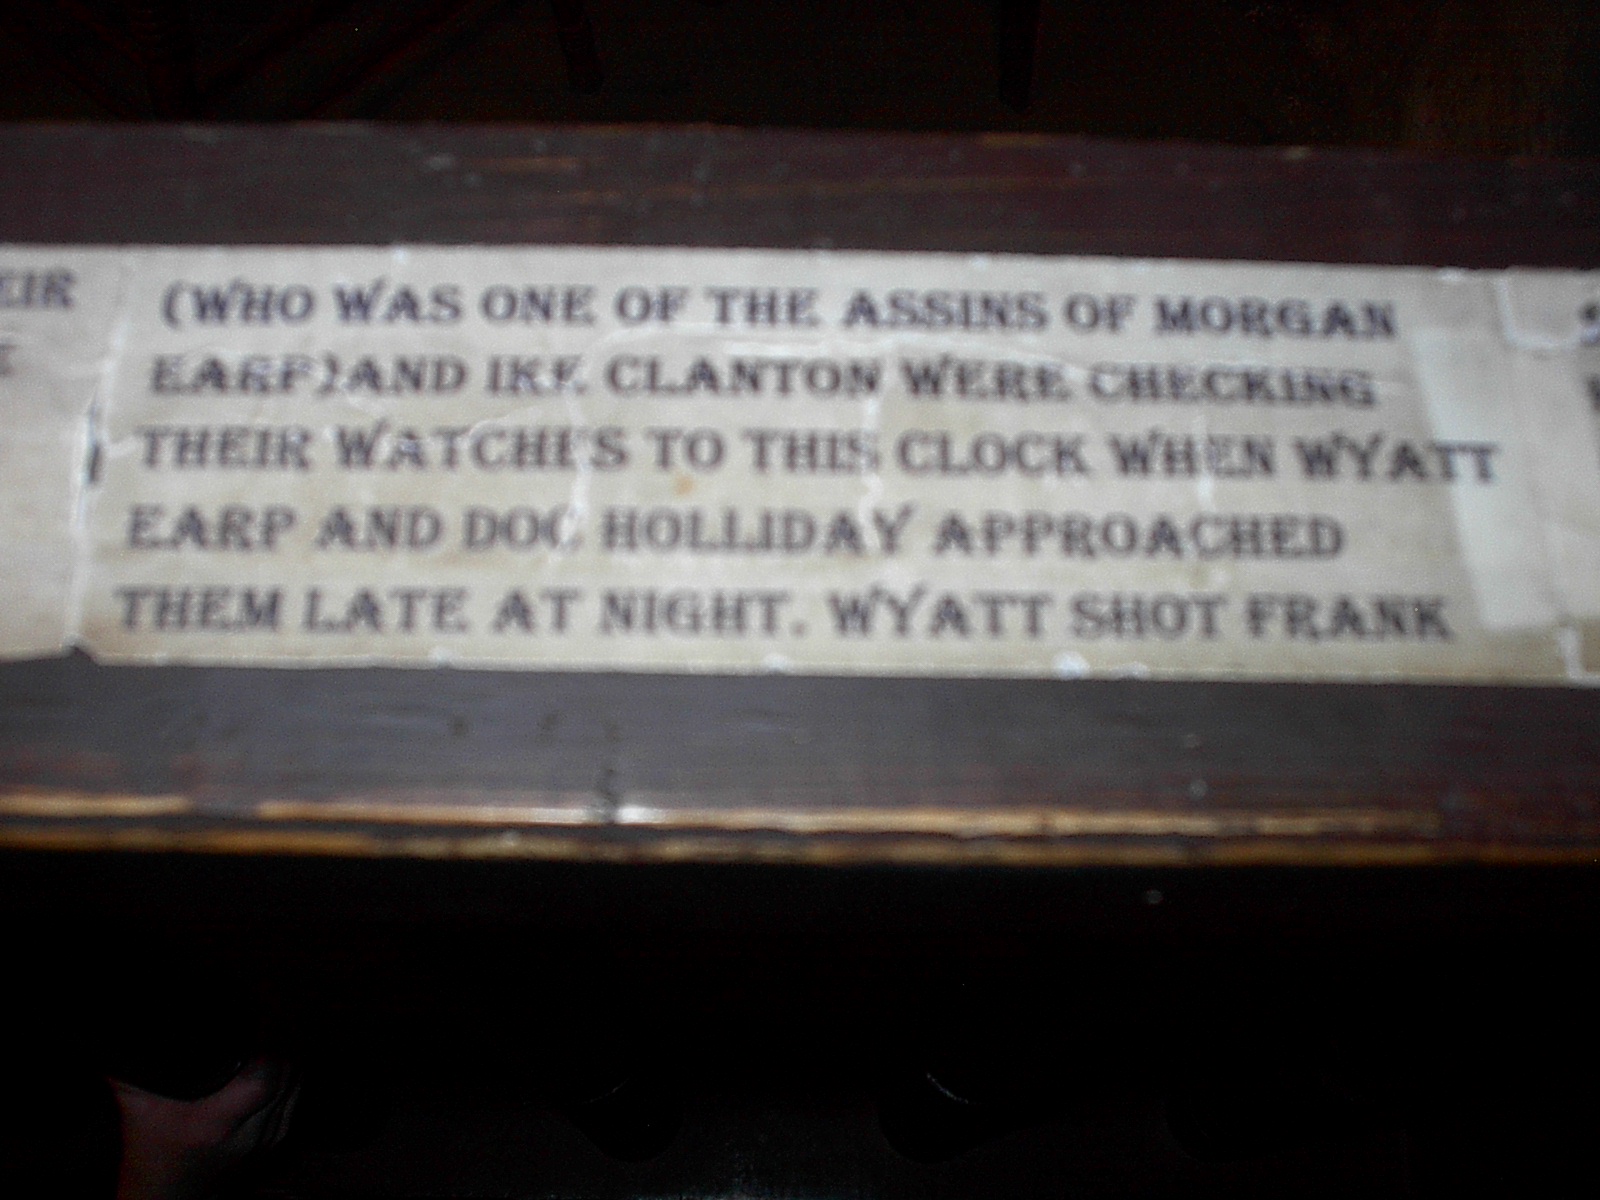 EIR
(WHO WAS ONE OF THE ASSINS OF MORGAN
EARP)AND IKE CLANTON WERE CHECKING
THEIR WATCHES TO THIS CLOCK WHEN WYATT
EARP AND DOC HOLLIDAY APPROACHED
THEM LATE AT NIGHT. WYATT SHOT FRANK